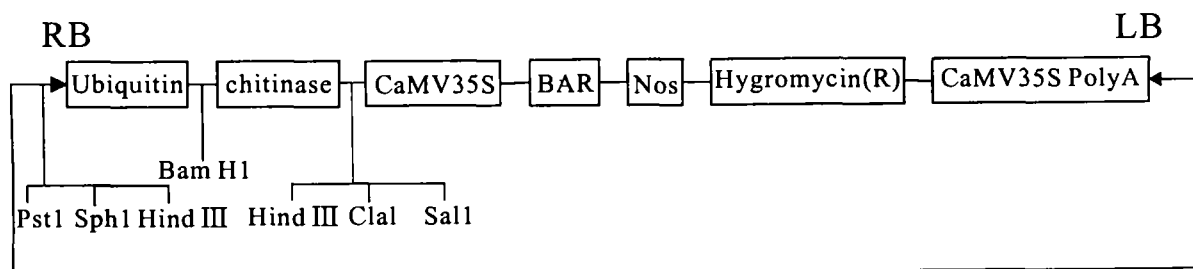 RB LB
Ubiquitin chitinase CaMV35S BAR Nos Hygromycin(R) CaMV35S PolyA
Bam H1
Pst1 Sph1 Hind III Hind III Clal Sal1